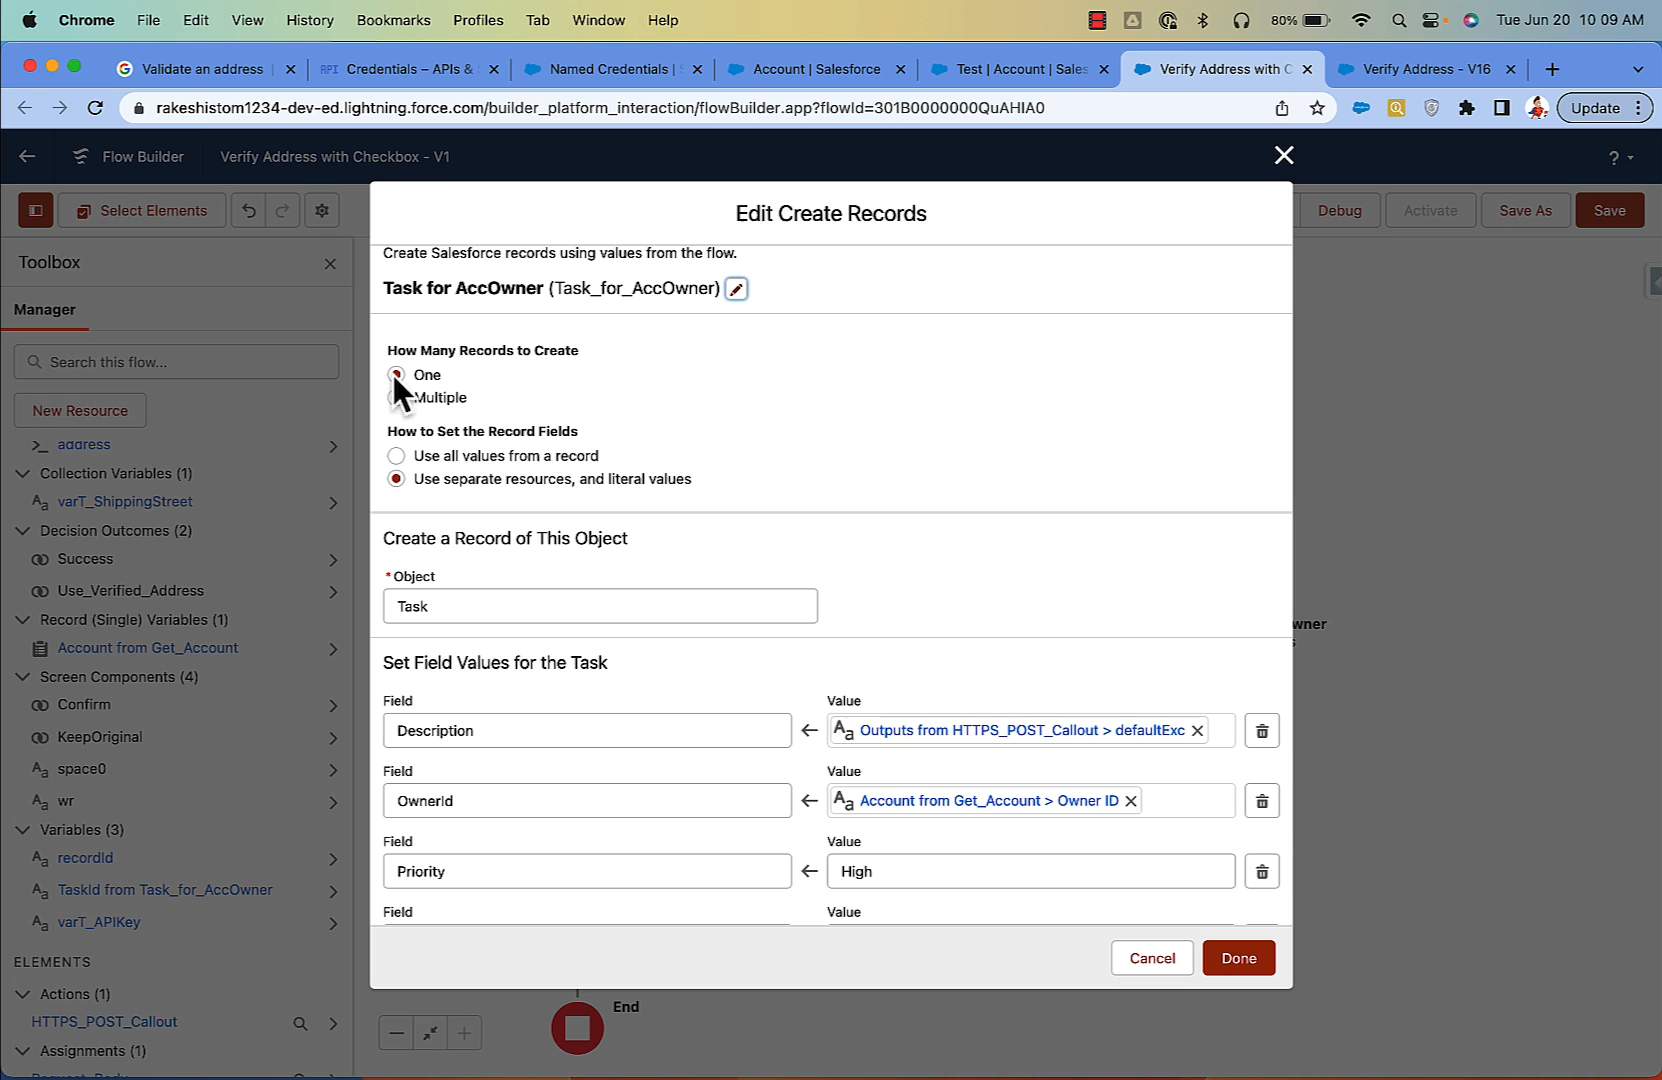 Chrome File Edit View History Bookmarks Profiles Tab Window Help 80% Tue Jun 20 10 09 AM
Validate an address API Credentials – APIs & Named Credentials | Account | Salesforce Test | Account | Sales Verify Address with C Verify Address - V16
rakeshistom1234-dev-ed.lightning.force.com/builder_platform_interaction/flowBuilder.app?flowId=301B0000000QuAHIA0 Update
Flow Builder Verify Address with Checkbox - V1 ?
Select Elements Debug Activate Save As Save
Toolbox
Manager
Search this flow...
New Resource
address
Collection Variables (1)
varT_ShippingStreet
Decision Outcomes (2)
Success
Use_Verified_Address
Record (Single) Variables (1)
Account from Get_Account
Screen Components (4)
Confirm
KeepOriginal
space0
wr
Variables (3)
recordId
TaskId from Task_for_AccOwner
varT_APIKey
ELEMENTS
Actions (1)
HTTPS_POST_Callout
Assignments (1)
Edit Create Records
Create Salesforce records using values from the flow.
Task for AccOwner (Task_for_AccOwner)
How Many Records to Create
One
Multiple
How to Set the Record Fields
Use all values from a record
Use separate resources, and literal values
Create a Record of This Object
*Object
Task
Set Field Values for the Task
Field Value
Description Outputs from HTTPS_POST_Callout > defaultExc
Field Value
OwnerId Account from Get_Account > Owner ID
Field Value
Priority High
Field Value
Cancel Done
wner
End